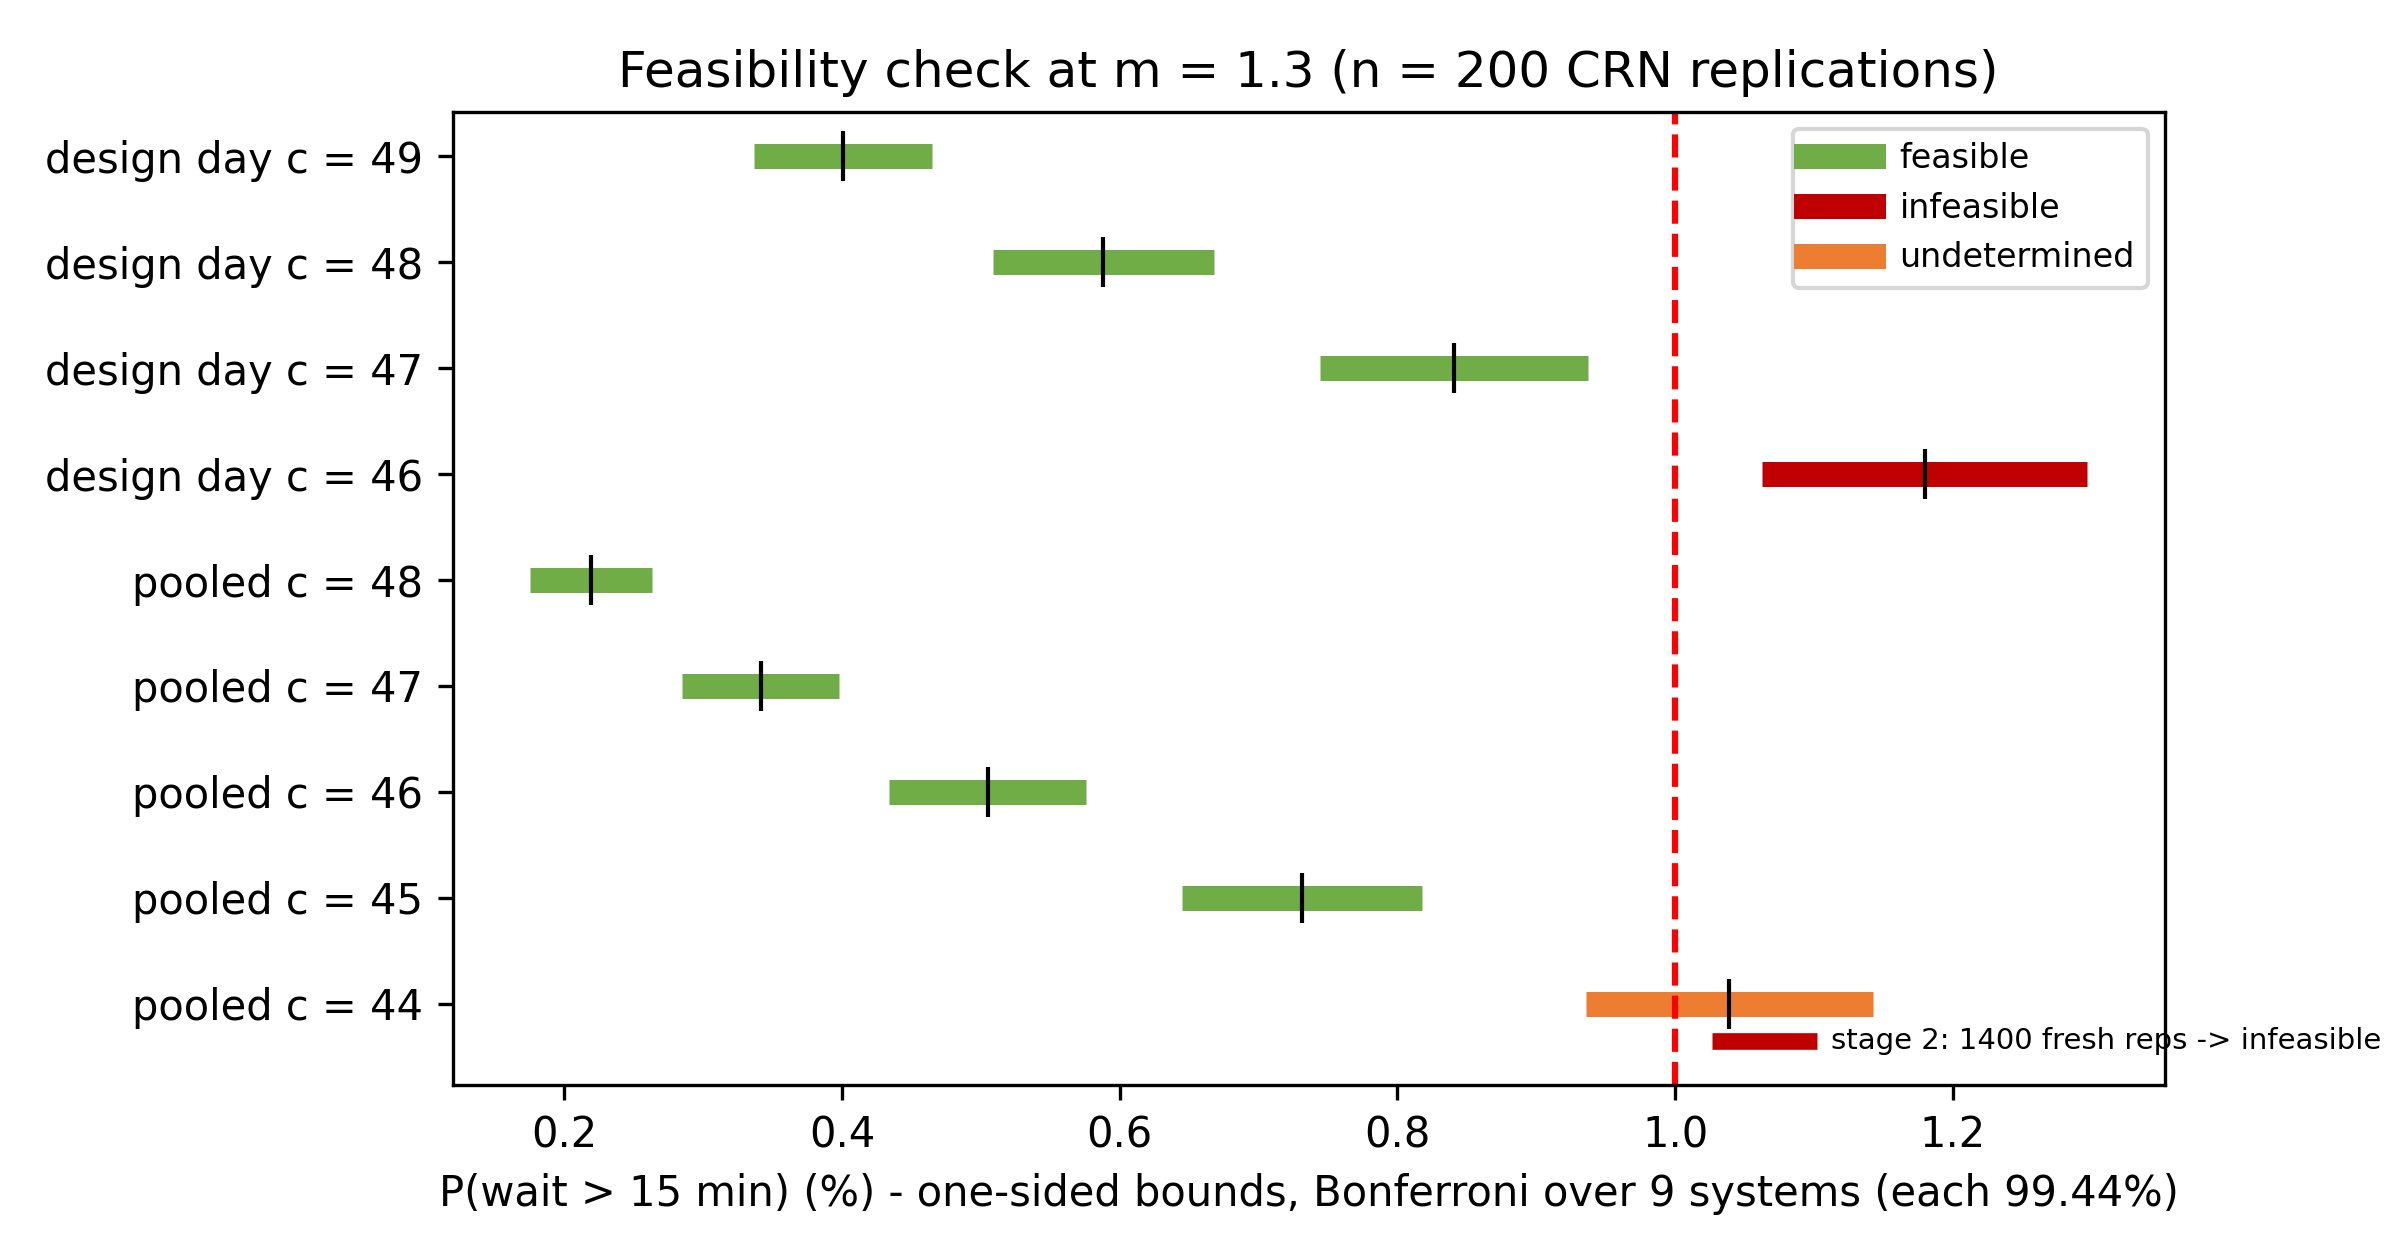 Feasibility check at m = 1.3 (n = 200 CRN replications)
design day c = 49
design day c = 48
design day c = 47
design day c = 46
pooled c = 48
pooled c = 47
pooled c = 46
pooled c = 45
pooled c = 44
feasible
infeasible
undetermined
stage 2: 1400 fresh reps -> infeasible
0.2 0.4 0.6 0.8 1.0 1.2
P(wait > 15 min) (%) - one-sided bounds, Bonferroni over 9 systems (each 99.44%)